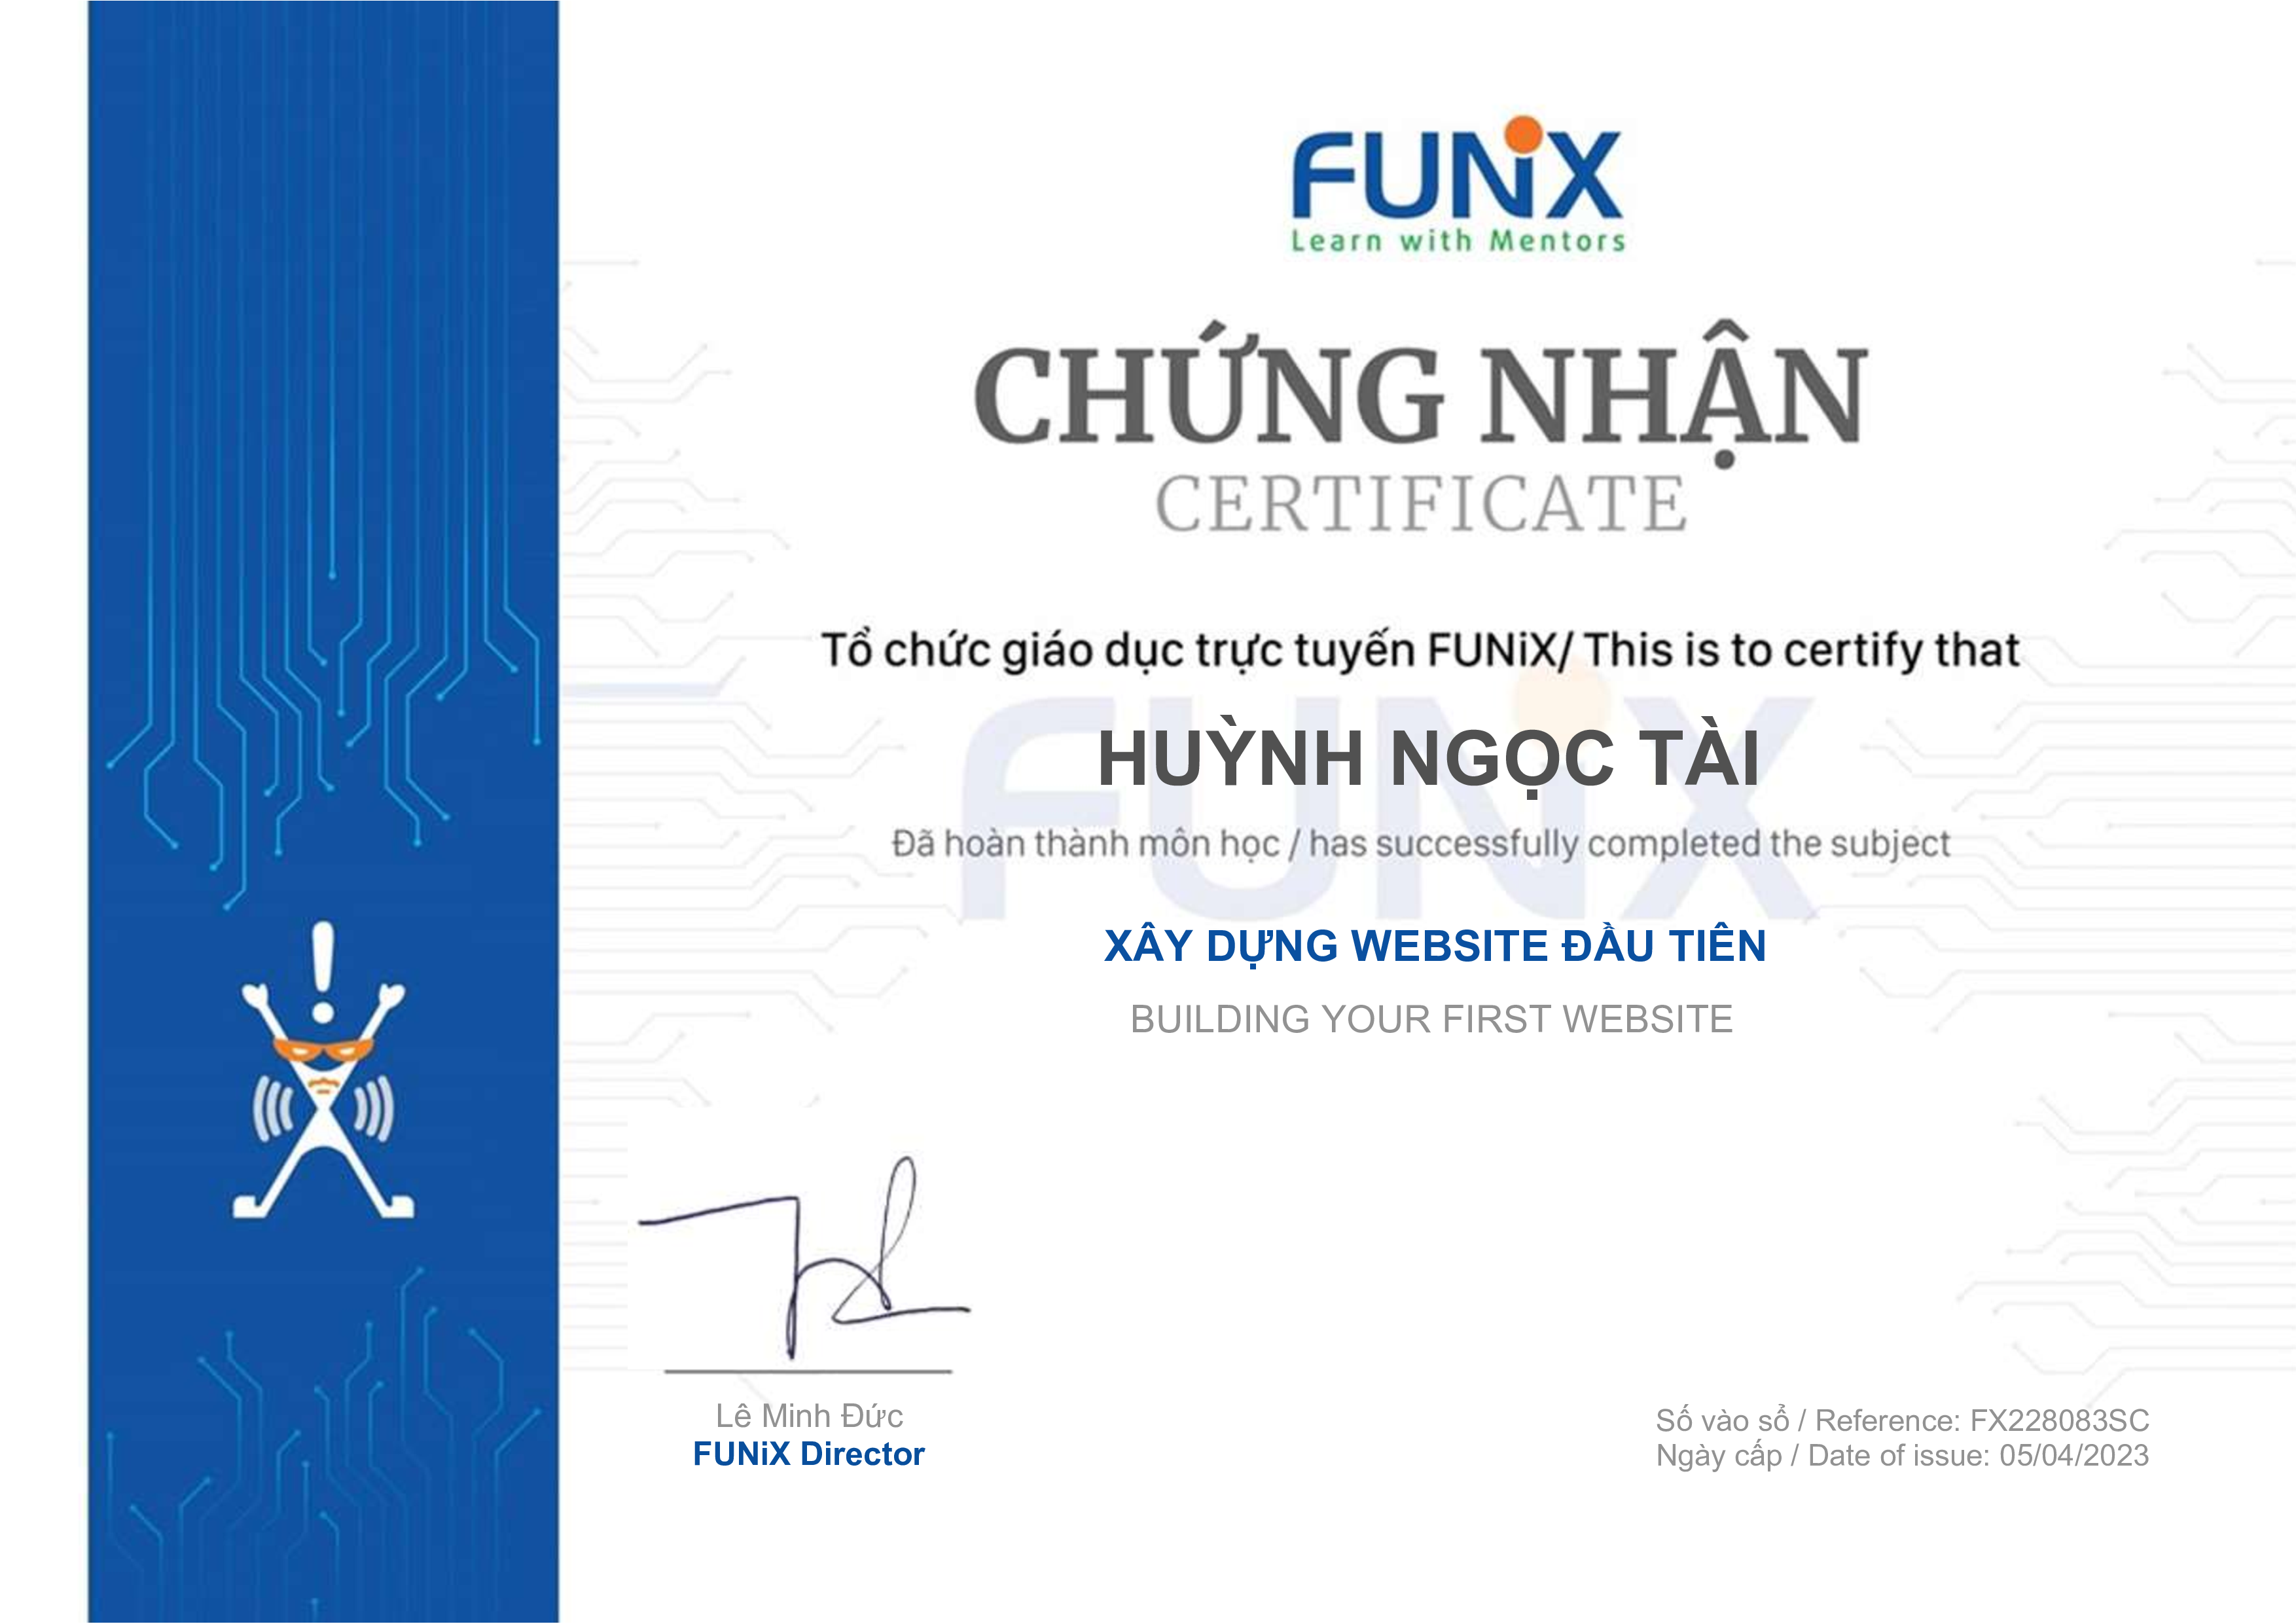 FUNiX
Learn with Mentors
CHỨNG NHẬN
CERTIFICATE
Tổ chức giáo dục trực tuyến FUNiX/ This is to certify that
HUỲNH NGỌC TÀI
Đã hoàn thành môn học / has successfully completed the subject
XÂY DỰNG WEBSITE ĐẦU TIÊN
BUILDING YOUR FIRST WEBSITE
Lê Minh Đức
FUNiX Director
Số vào sổ / Reference: FX228083SC
Ngày cấp / Date of issue: 05/04/2023